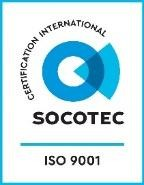 CERTIFICATION INTERNATIONAL
SOCOTEC
ISO 9001